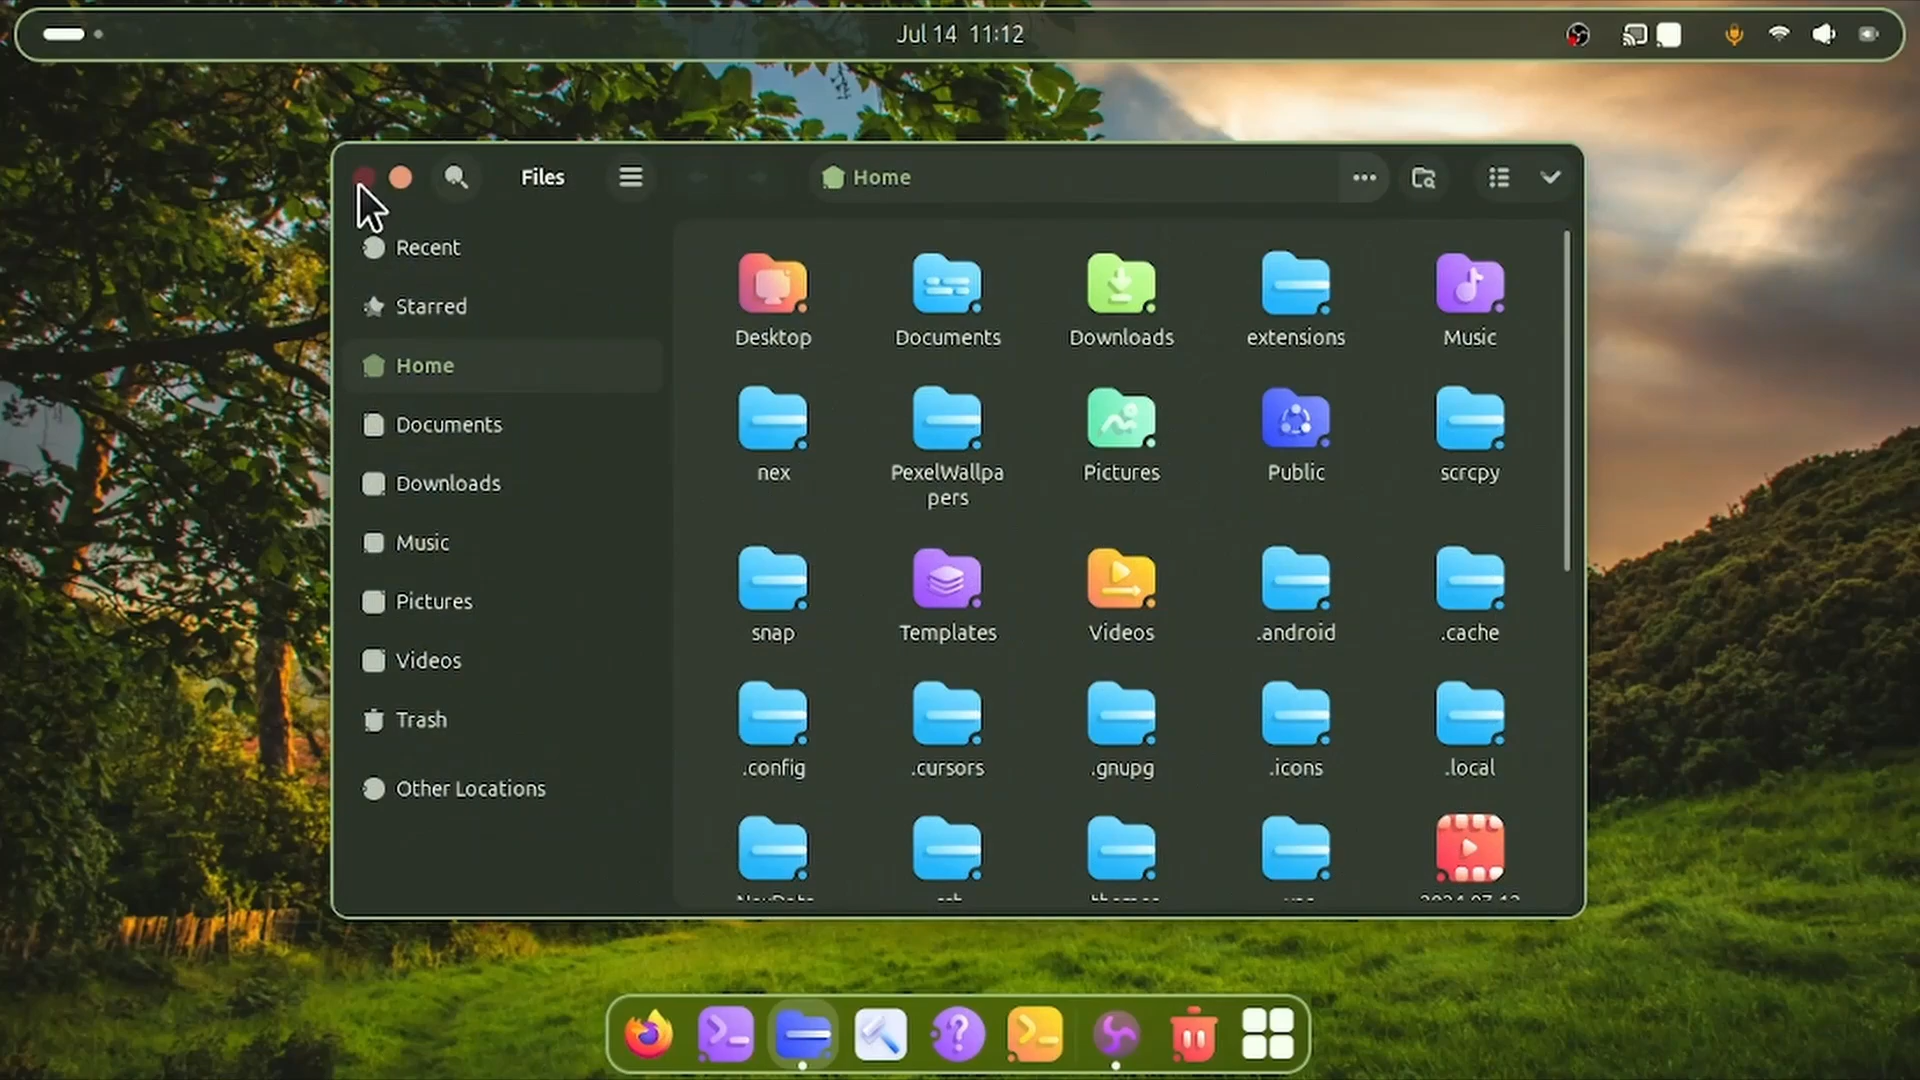 Jul 14 11:12
Files
Home
Recent
Starred
Home
Documents
Downloads
Music
Pictures
Videos
Trash
Other Locations
Desktop
Documents
Downloads
extensions
Music
nex
PexelWallpa
pers
Pictures
Public
scrcpy
snap
Templates
Videos
.android
.cache
.config
.cursors
.gnupg
.icons
.local